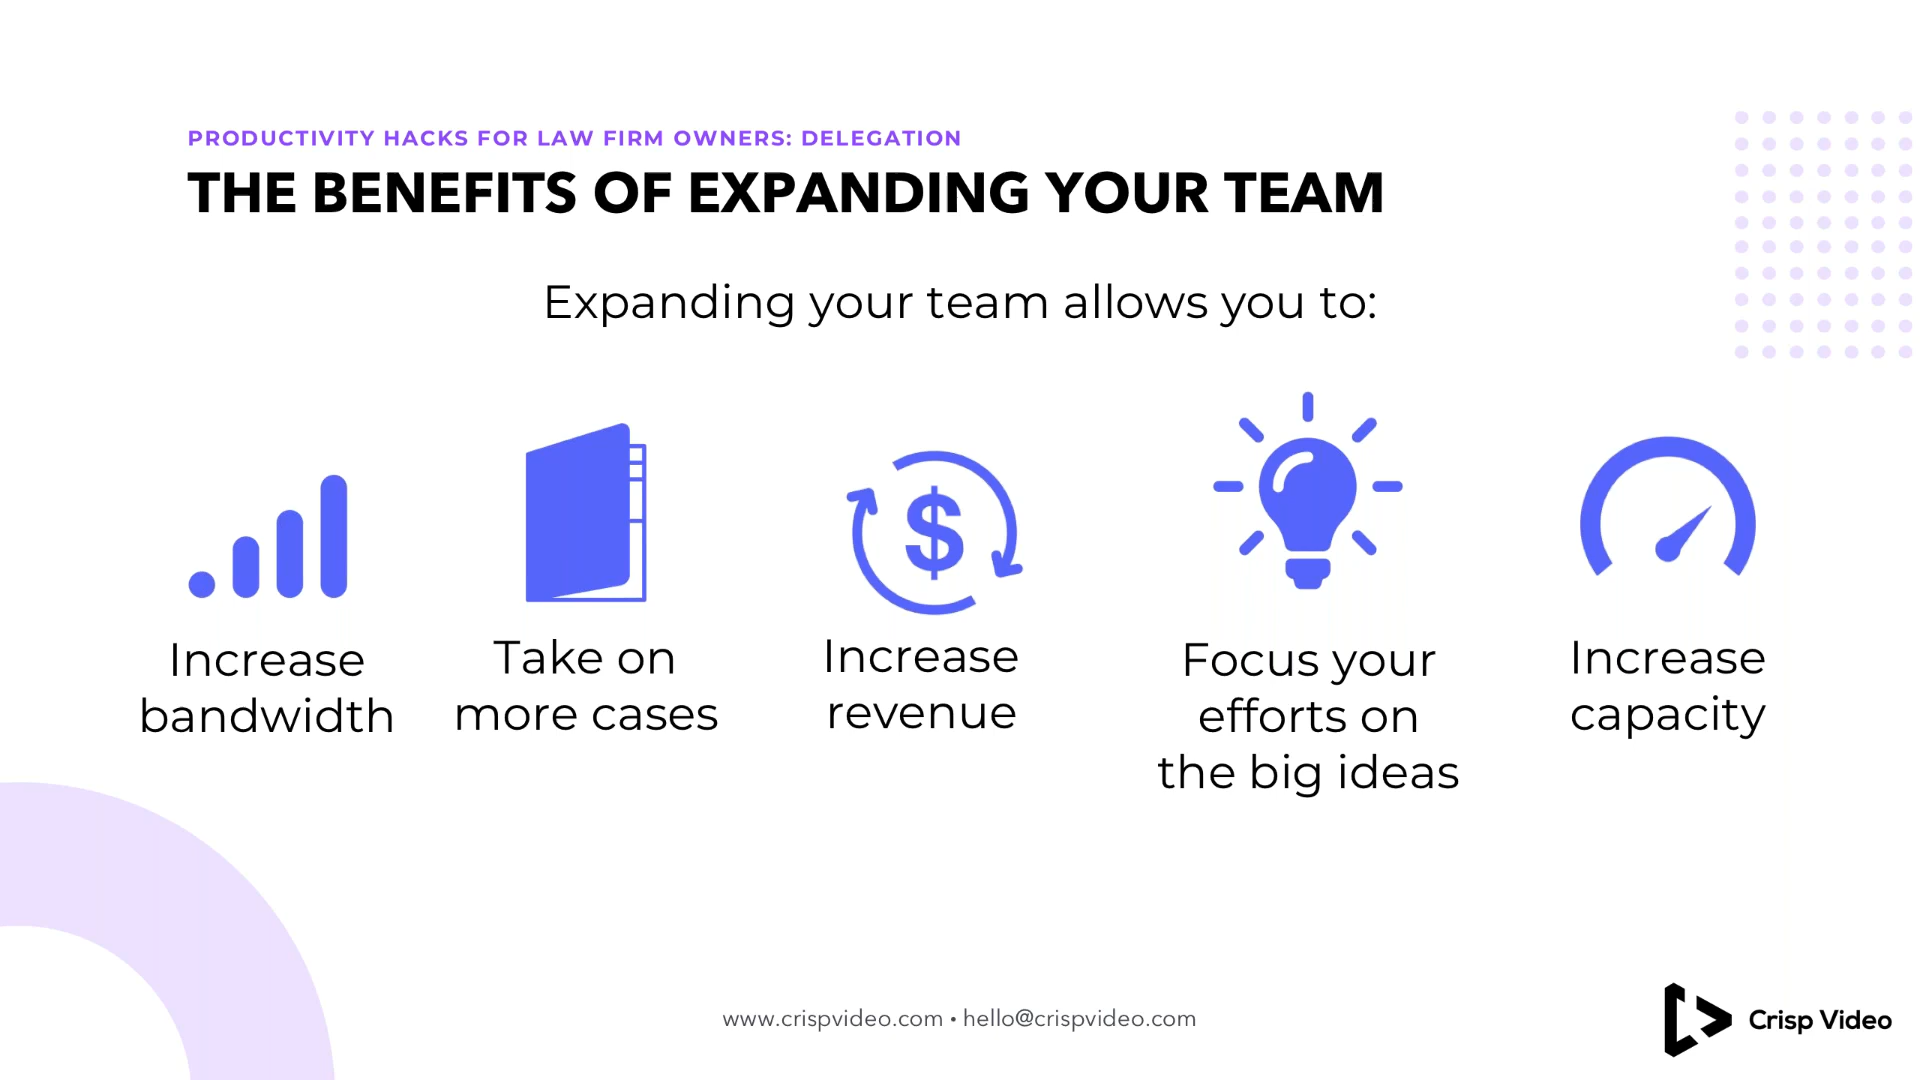 PRODUCTIVITY HACKS FOR LAW FIRM OWNERS: DELEGATION
THE BENEFITS OF EXPANDING YOUR TEAM
Expanding your team allows you to:
$
Increase
bandwidth
Take on
more cases
Increase
revenue
Focus your
efforts on
the big ideas
Increase
capacity
www.crispvideo.com • hello@crispvideo.com
Crisp Video